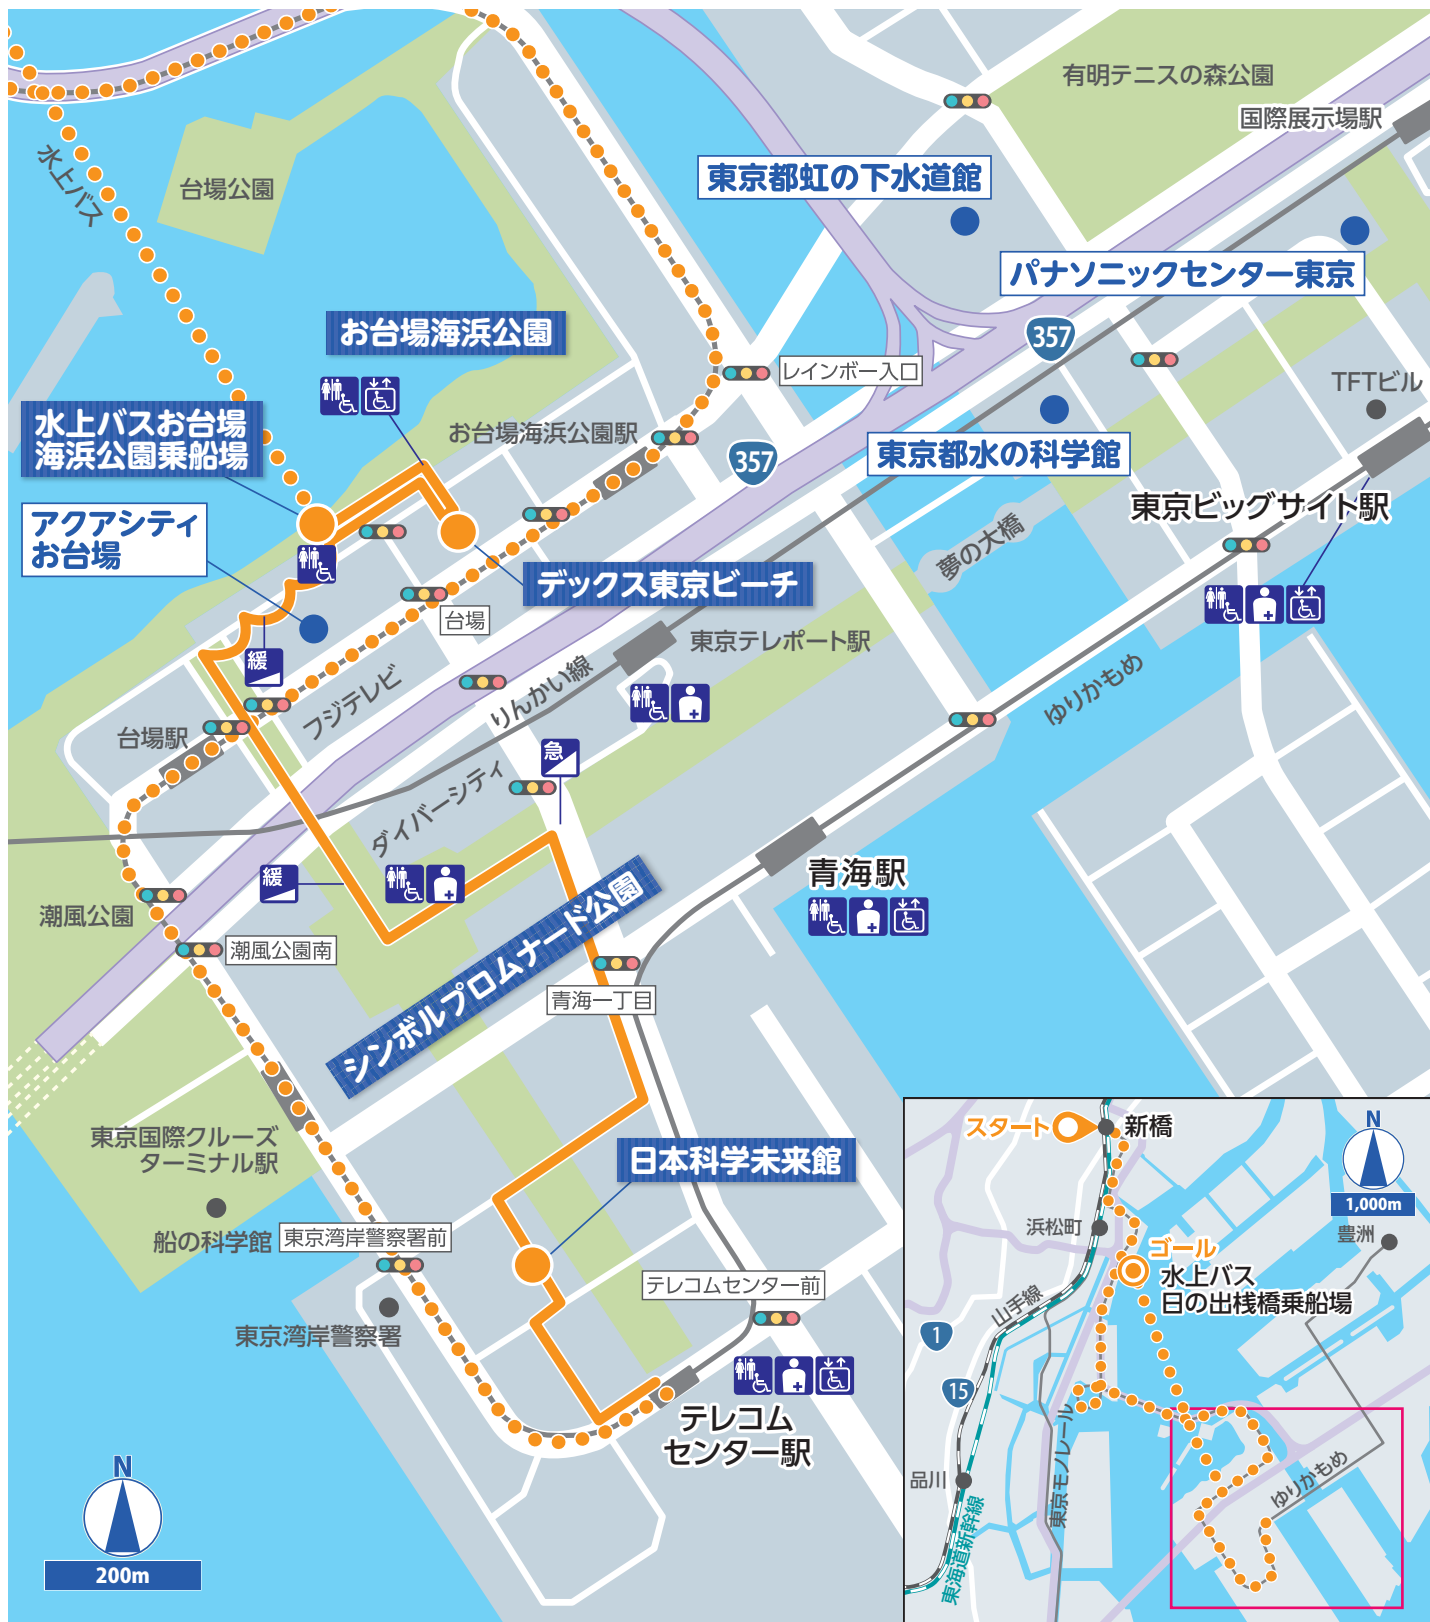 有明テニスの森公園
国際展示場駅
水上バス
台場公園
東京都虹の下水道館
パナソニックセンター東京
お台場海浜公園
357
レインボー入口
TFTビル
水上バスお台場
海浜公園乗船場
お台場海浜公園駅
357
東京都水の科学館
東京ビッグサイト駅
アクアシティ
お台場
夢の大橋
デックス東京ビーチ
台場
東京テレポート駅
緩
りんかい線
ゆりかもめ
フジテレビ
台場駅
急
ダイバーシティ
緩
青海駅
潮風公園
潮風公園南
シンボルプロムナード公園
青海一丁目
東京国際クルーズ
ターミナル駅
日本科学未来館
船の科学館
東京湾岸警察署前
テレコムセンター前
東京湾岸警察署
テレコム
センター駅
N
200m
スタート
新橋
N
1,000m
浜松町
豊洲
ゴール
水上バス
日の出桟橋乗船場
山手線
1
15
東京モノレール
ゆりかもめ
品川
東海道新幹線